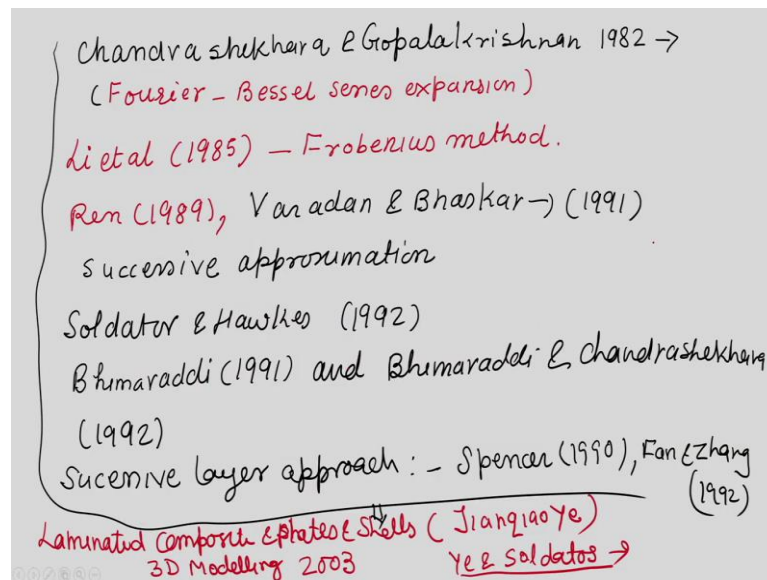 Chandrashekhara & Gopalakrishnan 1982 →
(Fourier - Bessel series expansion)
Li et al (1985) — Frobenius method.
Ren (1989), Varadan & Bhaskar → (1991)
successive approximation
Soldator & Hawkes (1992)
Bhimaraddi (1991) and Bhimaraddi & Chandrashekhara
(1992)
Sucessive layer approach : - Spencer (1990), Fan & Zhang
(1992)
Laminated Composite & Plates & Shells ( Jianqiao Ye)
3D Modelling 2003 Ye & Soldatos →